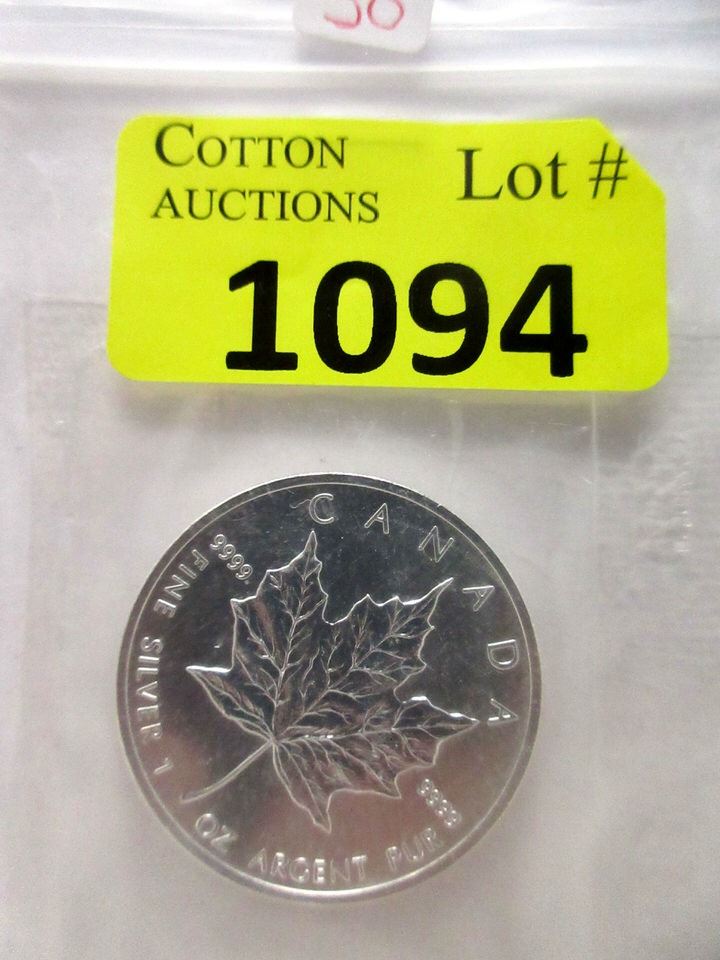 COTTON
AUCTIONS
Lot #
1094
CANADA
9999
FINE SILVER 1 OZ ARGENT PUR
9999